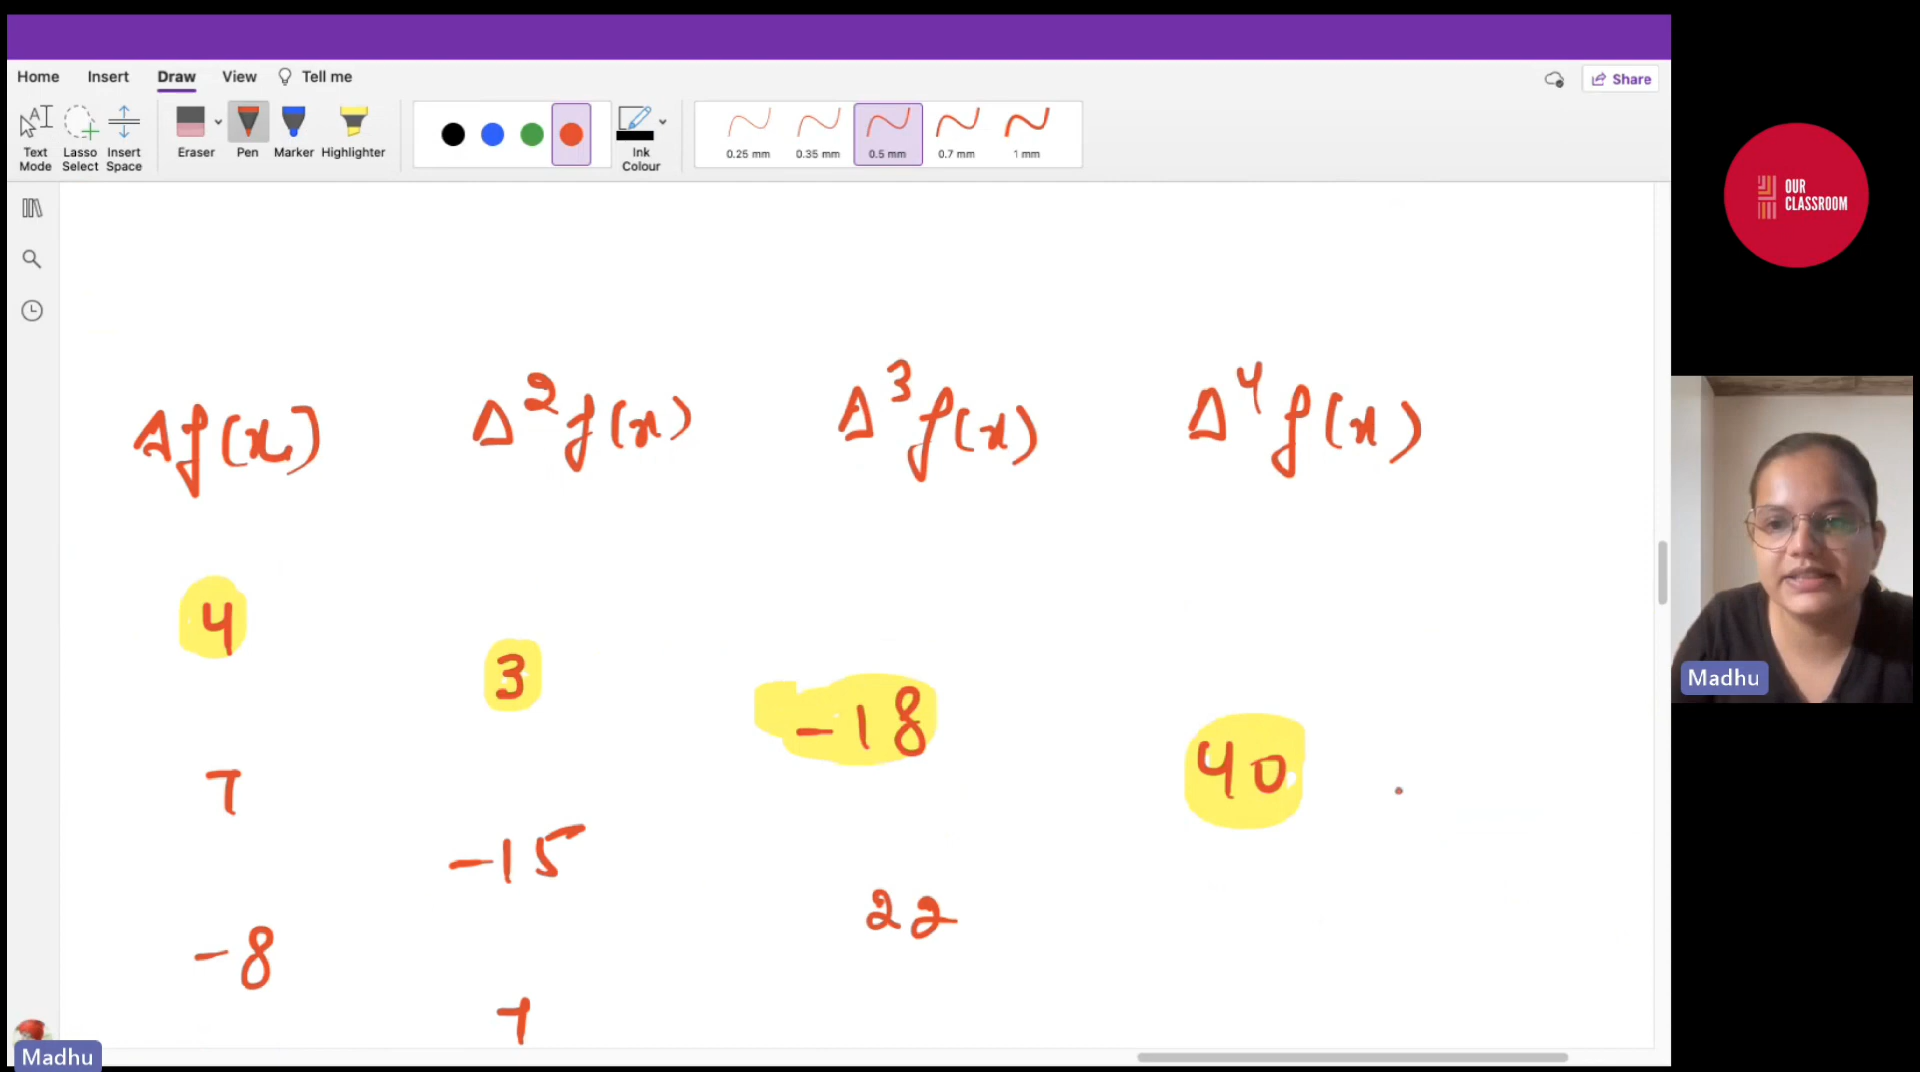 Home Insert Draw View Tell me
Share
Text Mode
Lasso Select
Insert Space
Eraser
Pen
Marker
Highlighter
Ink Colour
0.25 mm
0.35 mm
0.5 mm
0.7 mm
1 mm
OUR CLASSROOM
Δf(x) Δ²f(x) Δ³f(x) Δ⁴f(x)
4
3
-18
40
7
-15
22
-8
7
Madhu
Madhu